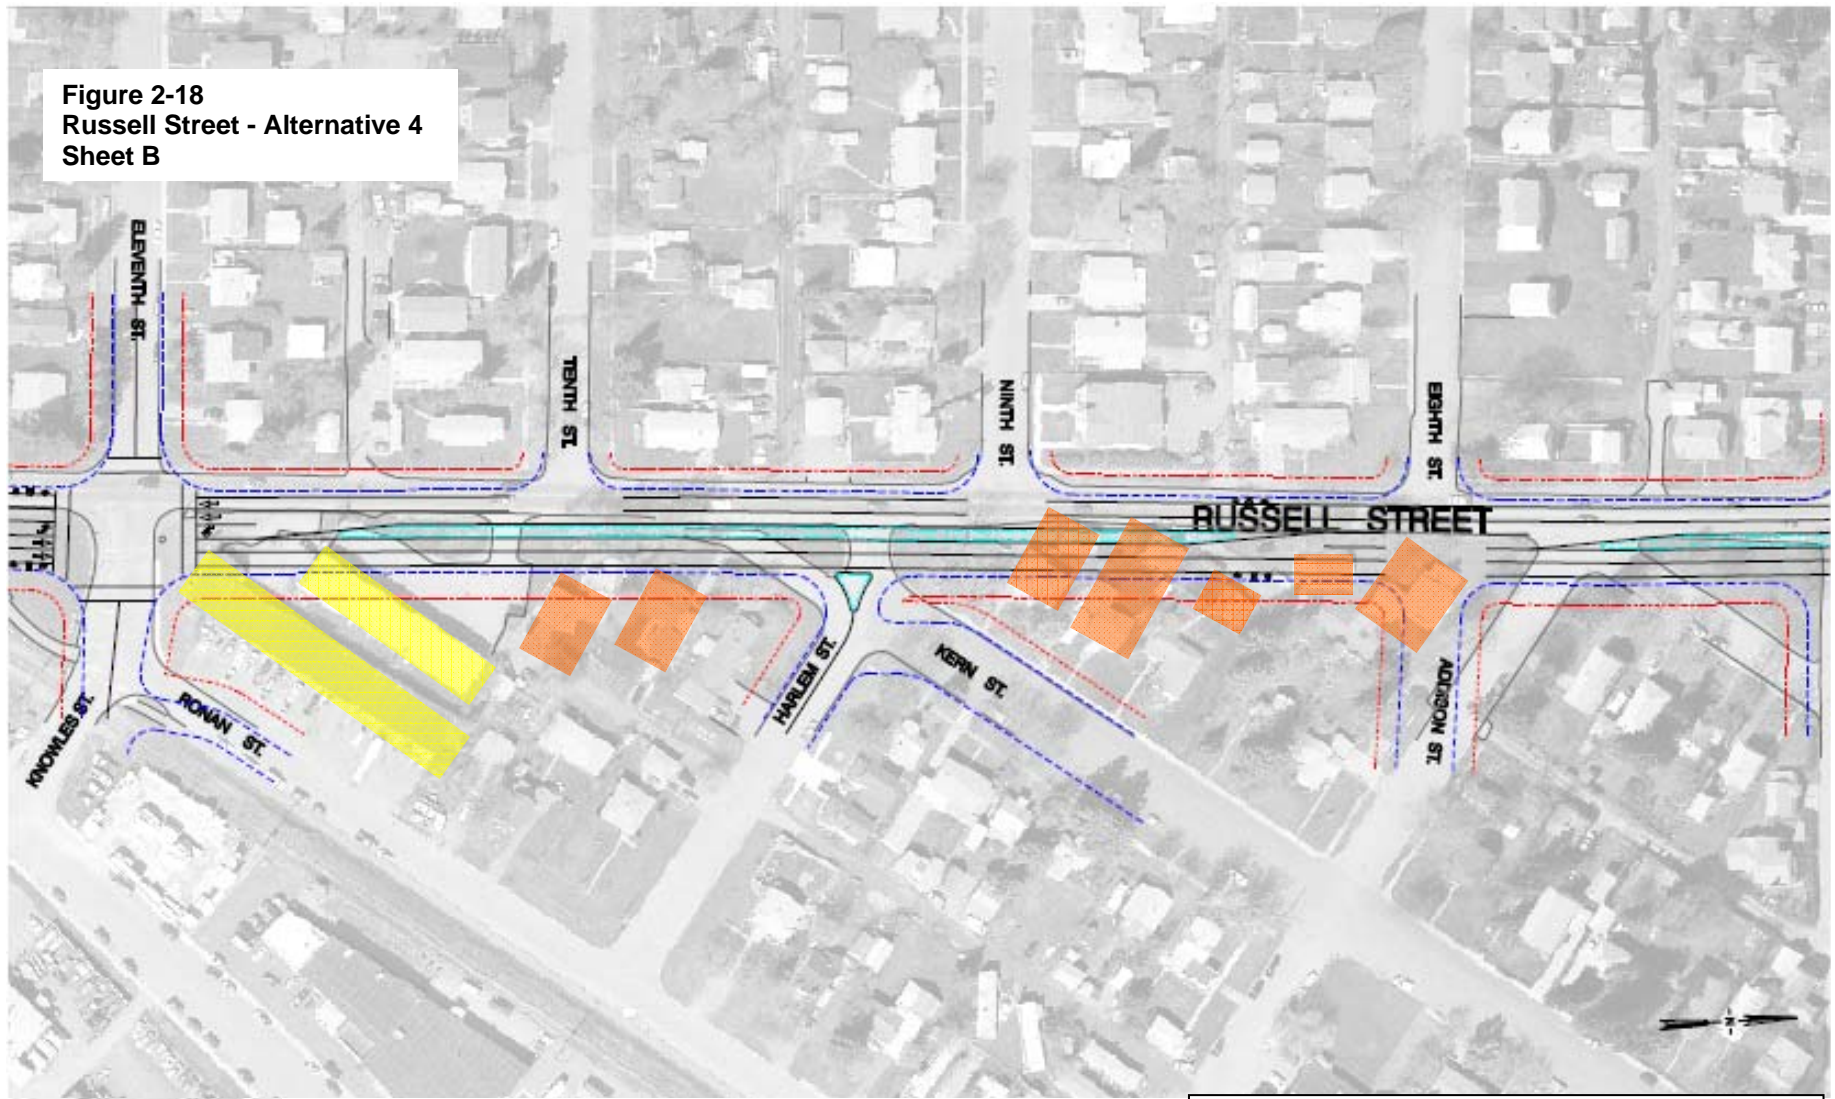 Figure 2-18
Russell Street - Alternative 4
Sheet B
ELEVENTH ST.
TENTH ST.
NINTH ST.
EIGHTH ST.
RUSSELL STREET
KNOWLES ST.
RONAN ST.
HARLEM ST.
KERN ST.
ADDISON ST.
N